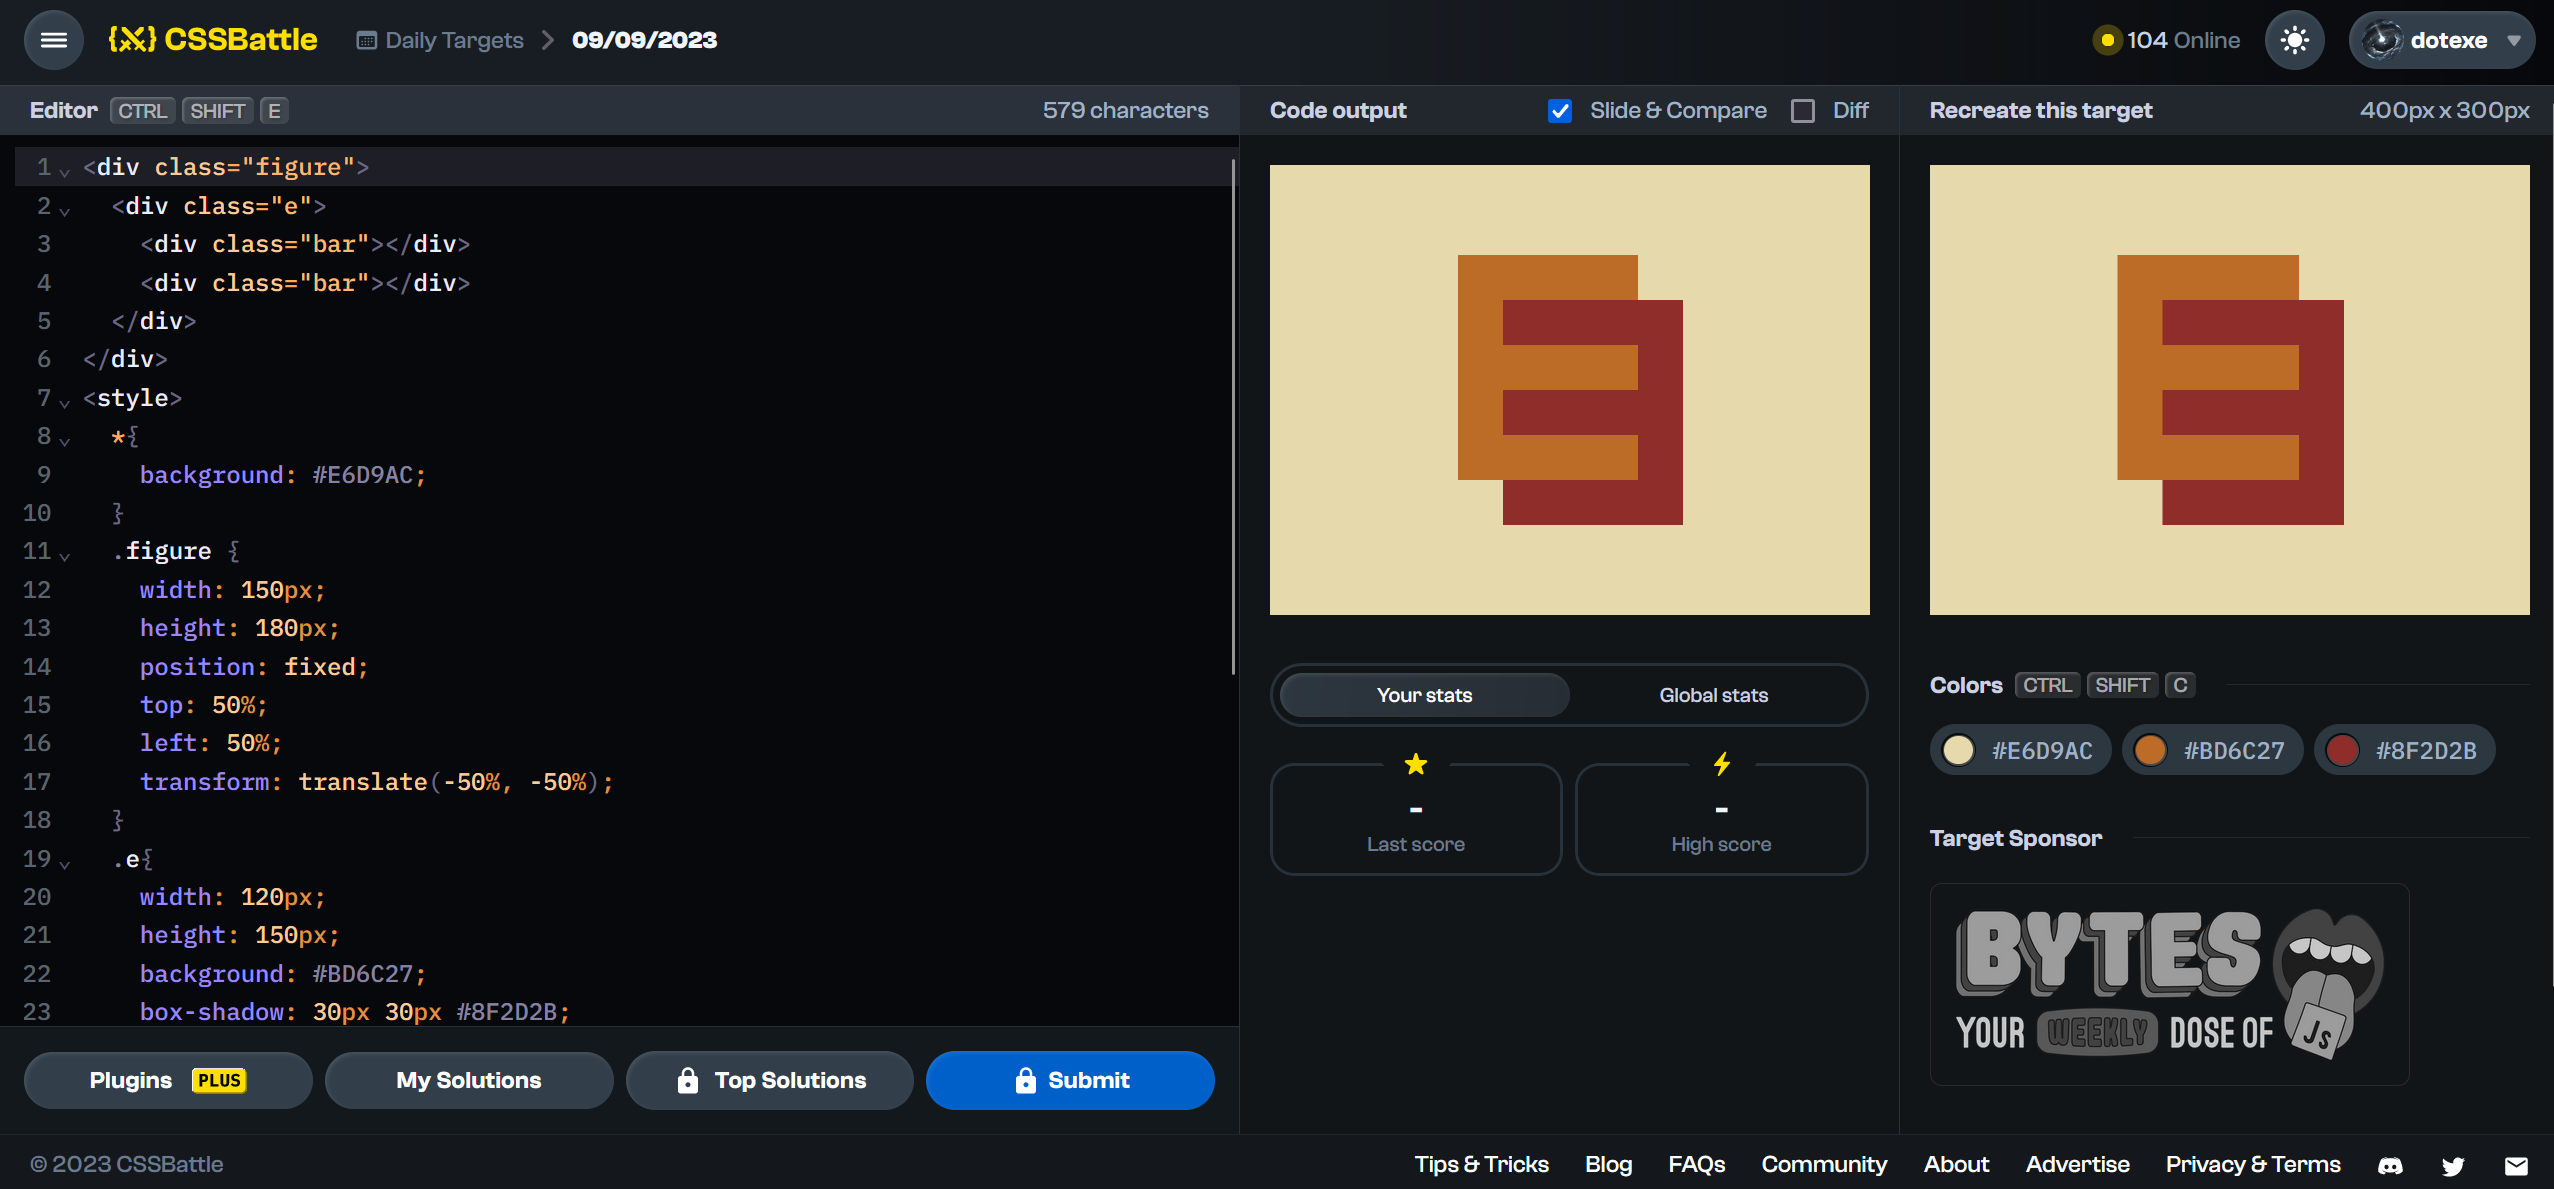 {X} CSSBattle
Daily Targets > 09/09/2023
104 Online
dotexe
Editor CTRL SHIFT E
579 characters
1 <div class="figure">
2 <div class="e">
3 <div class="bar"></div>
4 <div class="bar"></div>
5 </div>
6 </div>
7 <style>
8 *{
9 background: #E6D9AC;
10 }
11 .figure {
12 width: 150px;
13 height: 180px;
14 position: fixed;
15 top: 50%;
16 left: 50%;
17 transform: translate(-50%, -50%);
18 }
19 .e{
20 width: 120px;
21 height: 150px;
22 background: #BD6C27;
23 box-shadow: 30px 30px #8F2D2B;
Plugins PLUS
My Solutions
Top Solutions
Submit
Code output
Slide & Compare
Diff
Your stats
Global stats
-
Last score
-
High score
Recreate this target
400px x 300px
Colors CTRL SHIFT C
#E6D9AC
#BD6C27
#8F2D2B
Target Sponsor
BYTES
YOUR WEEKLY DOSE OF JS
© 2023 CSSBattle
Tips & Tricks
Blog
FAQs
Community
About
Advertise
Privacy & Terms